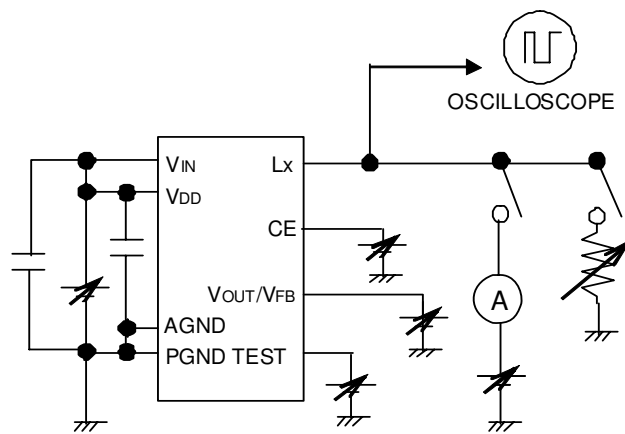 OSCILLOSCOPE
VIN Lx
VDD
CE
VOUT/VFB
AGND
PGND TEST
A